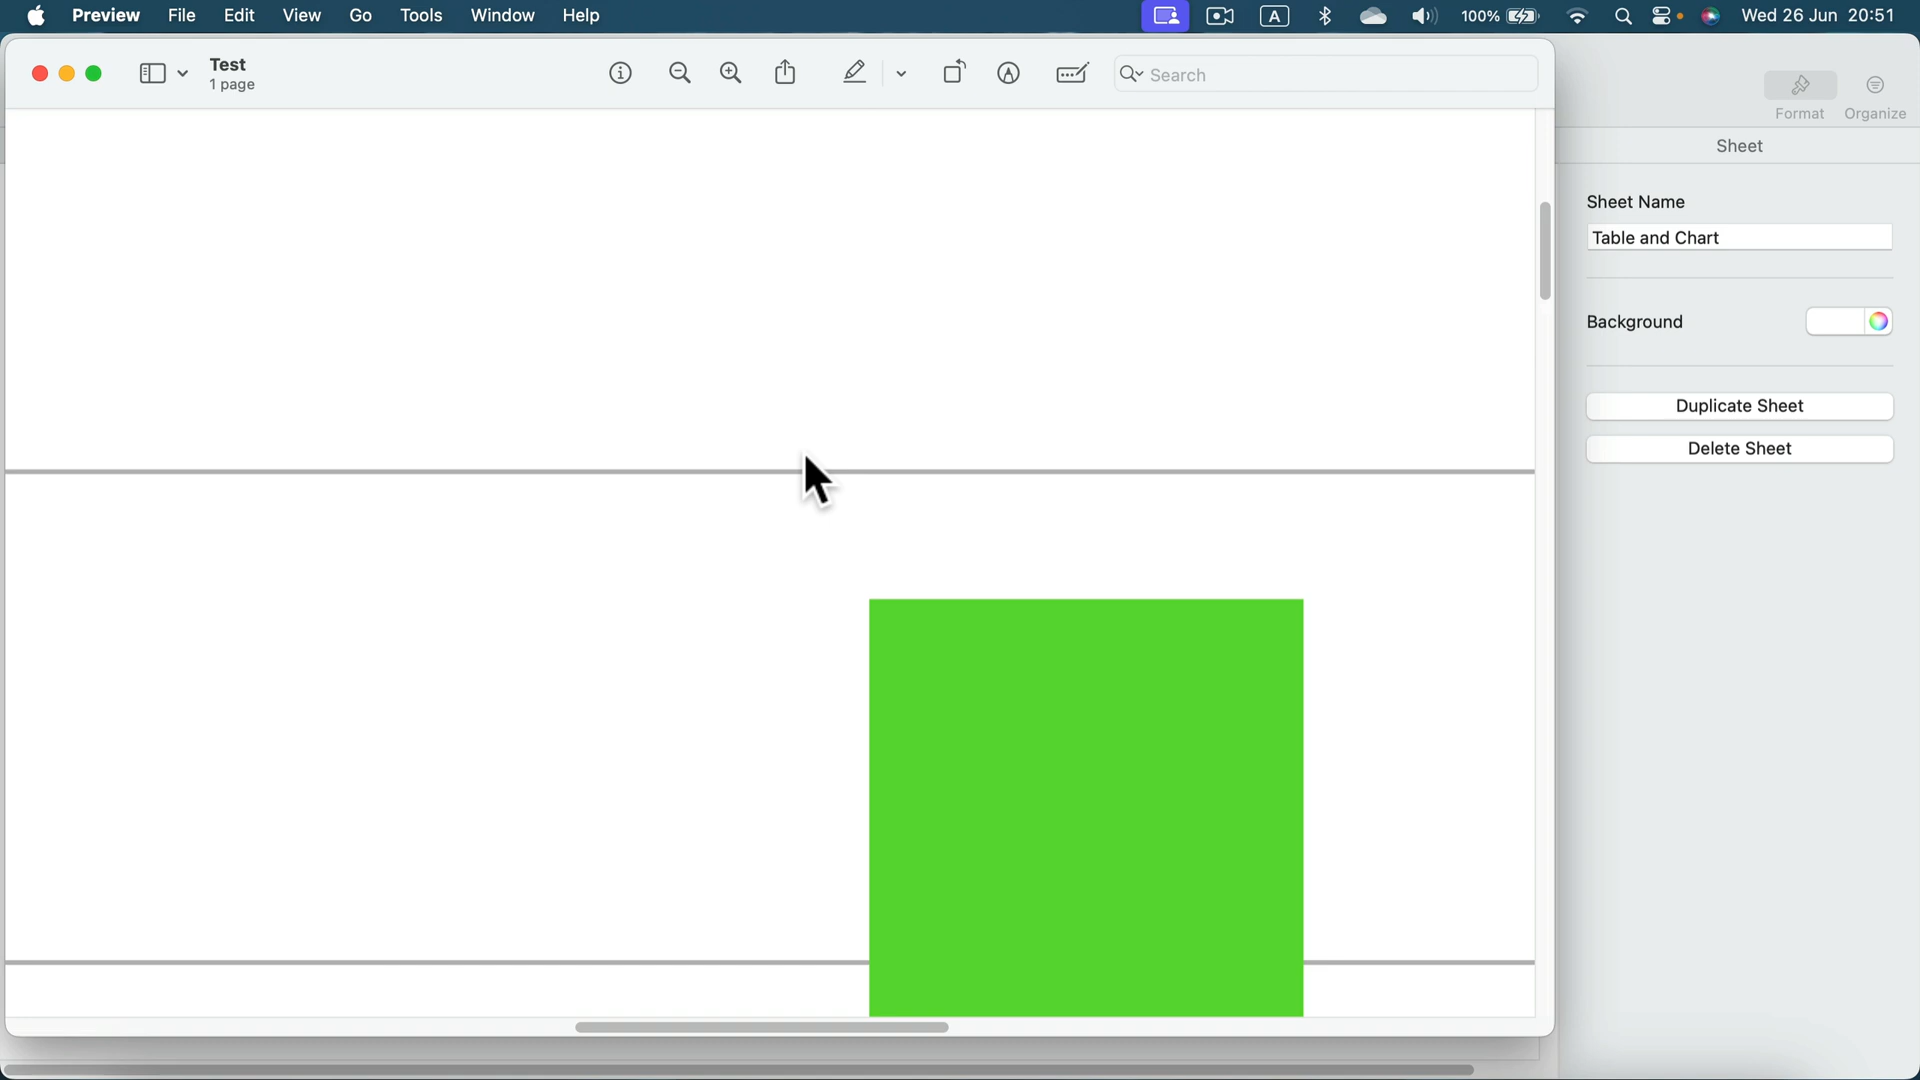 Preview File Edit View Go Tools Window Help A 100% Wed 26 Jun 20:51
Test
1 page
Search
Format Organize
Sheet
Sheet Name
Table and Chart
Background
Duplicate Sheet
Delete Sheet